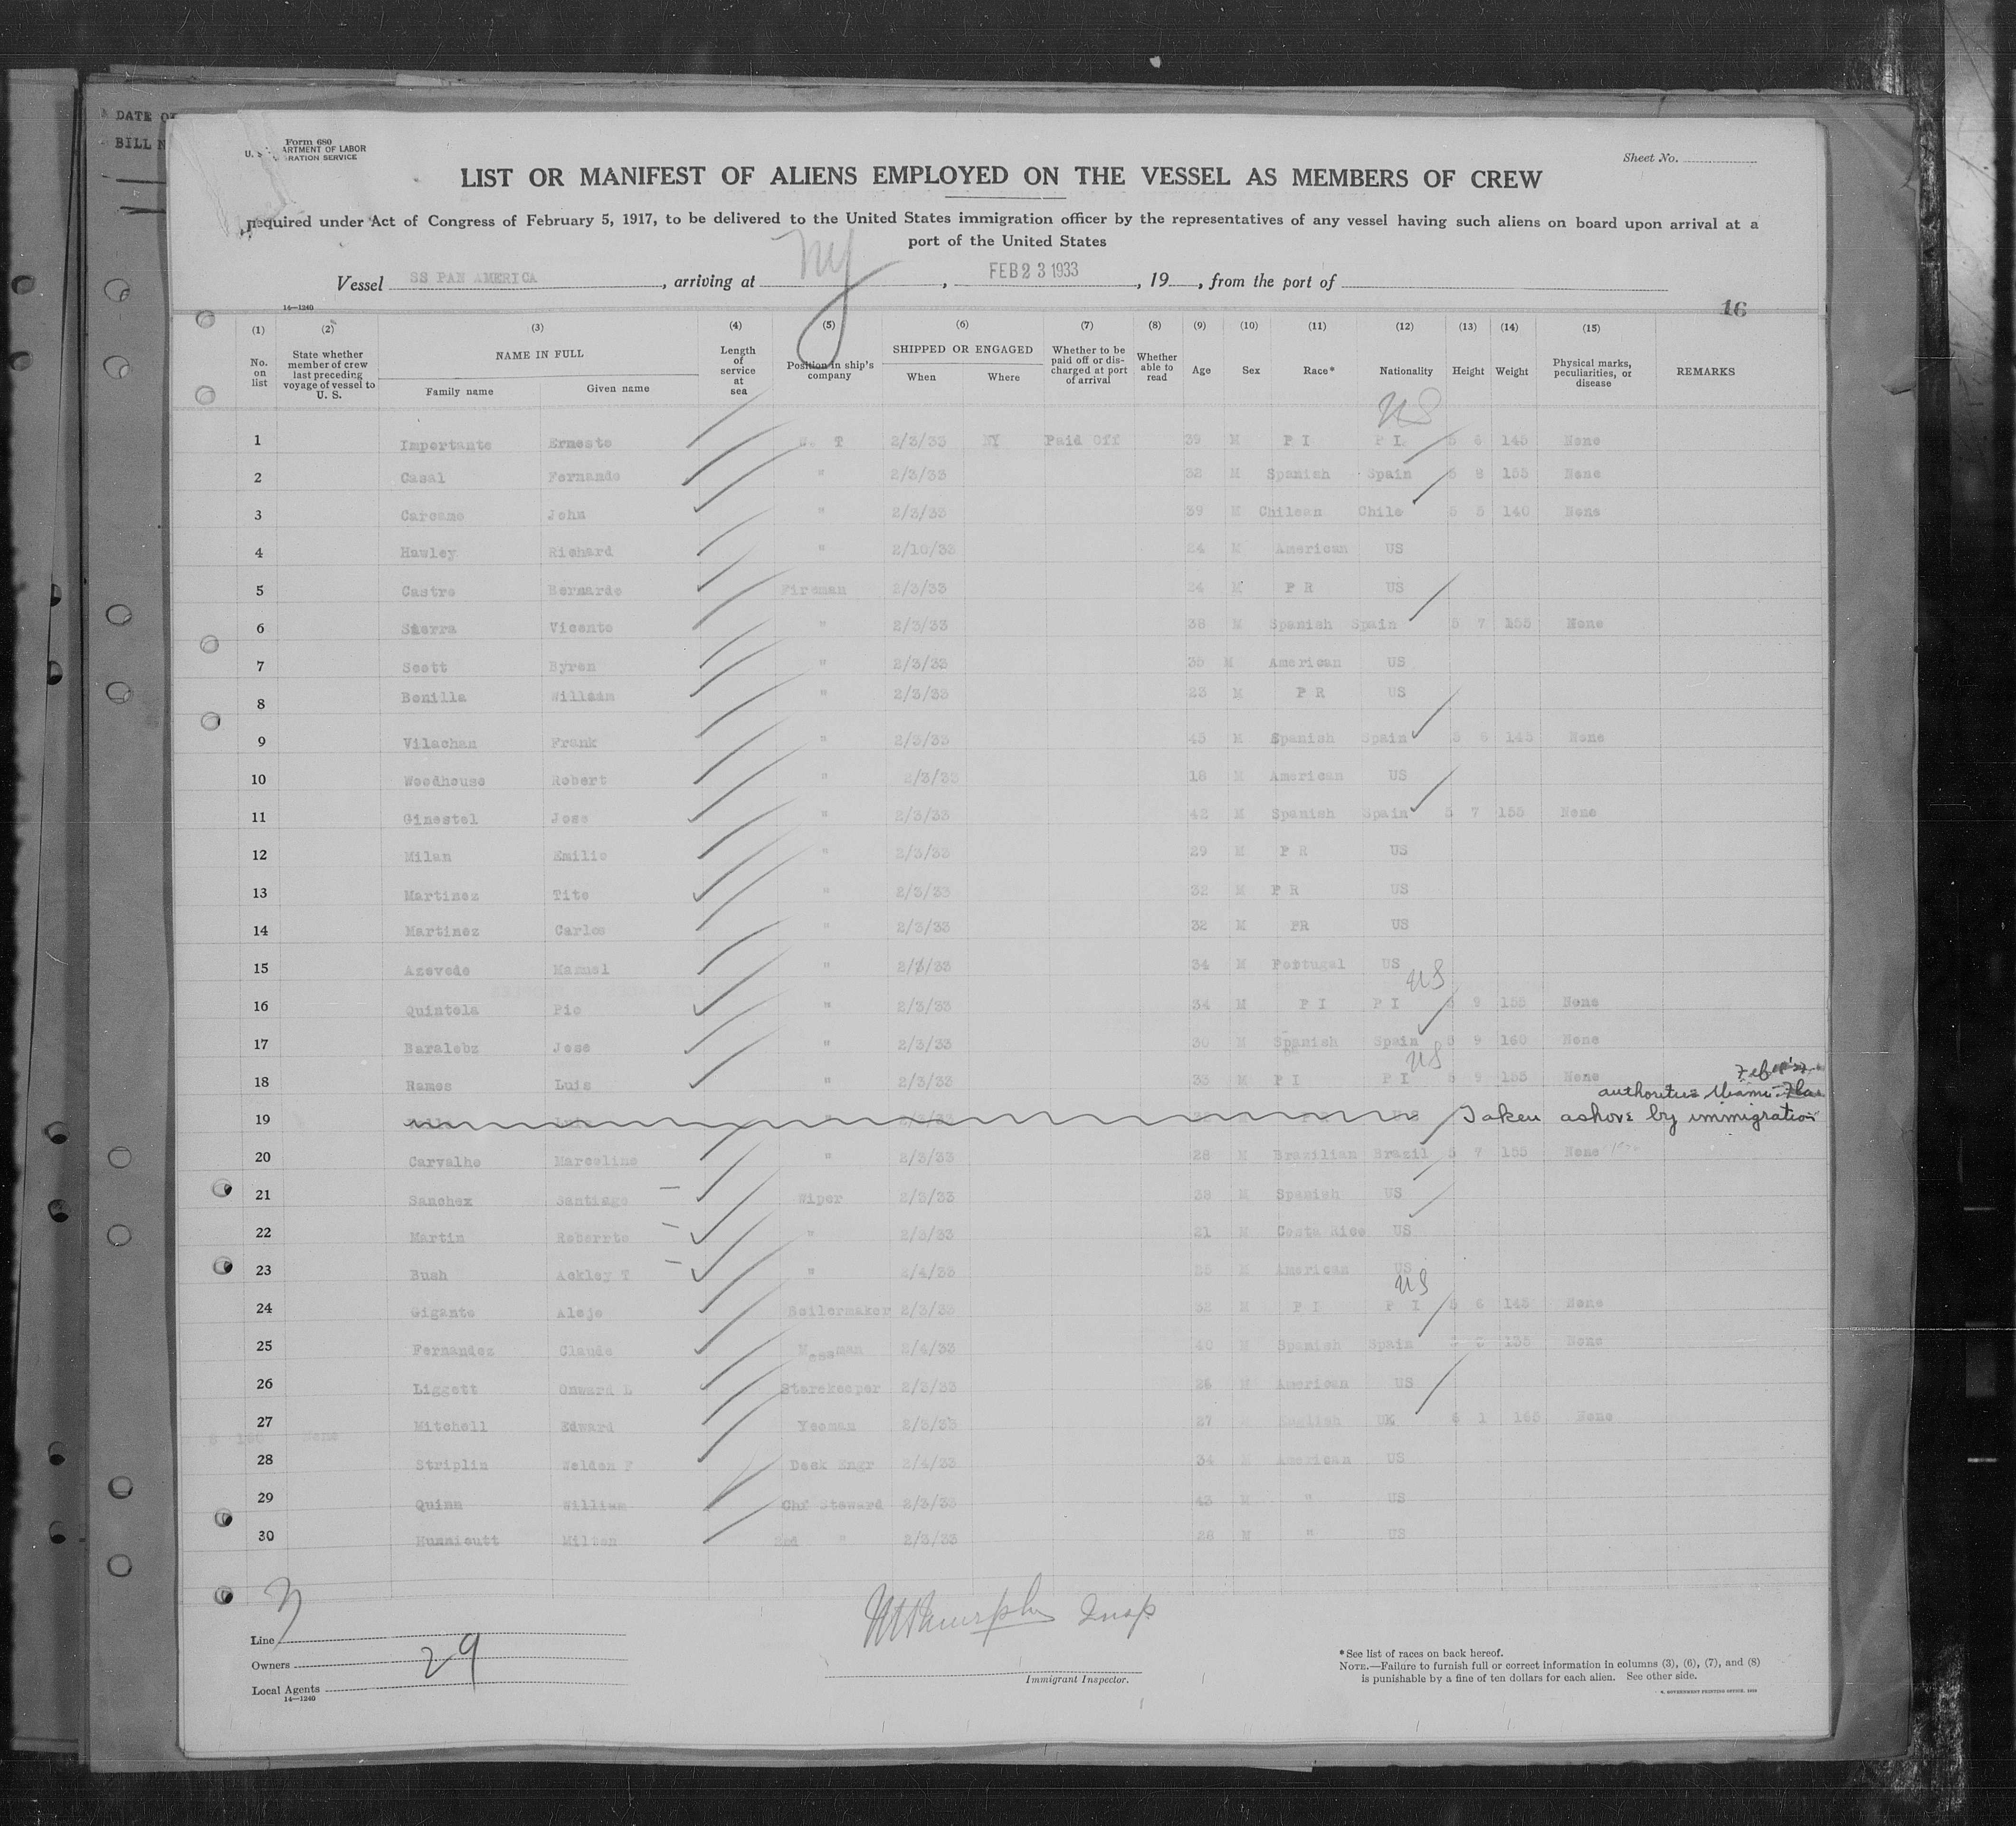 DATE OF
BILL N
Form 680
U. S. DEPARTMENT OF LABOR
IMMIGRATION SERVICE
Sheet No.
LIST OR MANIFEST OF ALIENS EMPLOYED ON THE VESSEL AS MEMBERS OF CREW
Required under Act of Congress of February 5, 1917, to be delivered to the United States immigration officer by the representatives of any vessel having such aliens on board upon arrival at a
port of the United States
Vessel SS PAN AMERICA, arriving at NY, FEB 23 1933, 19, from the port of
14—1240
16
(1) (2) (3) (4) (5) (6) (7) (8) (9) (10) (11) (12) (13) (14) (15)
No. on list State whether member of crew last preceding voyage of vessel to U. S. NAME IN FULL Family name Given name Length of service at sea Position in ship's company SHIPPED OR ENGAGED When Where Whether to be paid off or discharged at port of arrival Whether able to read Age Sex Race* Nationality Height Weight Physical marks, peculiarities, or disease REMARKS
US
1 Importante Ernesto W. T 2/3/33 NY Paid Off 39 M P I P I 5 6 145 None
2 Casal Fernando " 2/3/33 32 M Spanish Spain 5 8 155 None
3 Carcamo John " 2/3/33 39 M Chilean Chile 5 5 140 None
4 Hawley Richard " 2/10/33 24 M American US
5 Castro Bernardo Fireman 2/3/33 24 M P R US
6 Sierra Vicente " 2/3/33 38 M Spanish Spain 5 7 155 None
7 Scott Byron " 2/3/33 35 M American US
8 Bonilla William " 2/3/33 23 M P R US
9 Vilachan Frank " 2/3/33 45 M Spanish Spain 5 6 145 None
10 Woodhouse Robert " 2/3/33 18 M American US
11 Ginestel Jose " 2/3/33 42 M Spanish Spain 5 7 155 None
12 Milan Emilio " 2/3/33 29 M P R US
13 Martinez Tito " 2/3/33 32 M P R US
14 Martinez Carlos " 2/3/33 32 M PR US
15 Azevedo Manuel " 2/3/33 34 M Portugal US
US
16 Quintola Pio " 2/3/33 34 M P I P I 5 9 155 None
17 Baralobz Jose " 2/3/33 30 M Spanish Spain 5 9 160 None
US
18 Ramos Luis " 2/3/33 33 M P I P I 5 9 155 None
authorities Miami Fla
19 " 2/3/33 US Taken ashore by immigration
20 Carvalho Marcelino " 2/3/33 28 M Brazilian Brazil 5 7 155 None
21 Sanchex Santiago Wiper 2/3/33 38 M Spanish US
22 Martin Roberrto " 2/3/33 21 M Costa Rica US
23 Bush Ackley T " 2/4/33 25 M American US
US
24 Gigante Alejo Boilermaker 2/3/33 32 M P I P I 5 6 145 None
25 Fernandez Claude Messman 2/4/33 40 M Spanish Spain 135 None
26 Liggett Onward L Storekeeper 2/3/33 26 M American US
27 Mitchell Edward Yeoman 2/3/33 27 M English UK 6 1 165 None
28 Striplin Weldon F Deck Engr 2/4/33 34 M American US
29 Quinn William Chf Steward 2/3/33 43 M " US
30 Hunnicutt Milton 2nd " 2/3/33 28 M " US
Line
Owners
29
Local Agents
14—1240
Insp
Immigrant Inspector.
*See list of races on back hereof.
NOTE.—Failure to furnish full or correct information in columns (3), (6), (7), and (8)
is punishable by a fine of ten dollars for each alien. See other side.